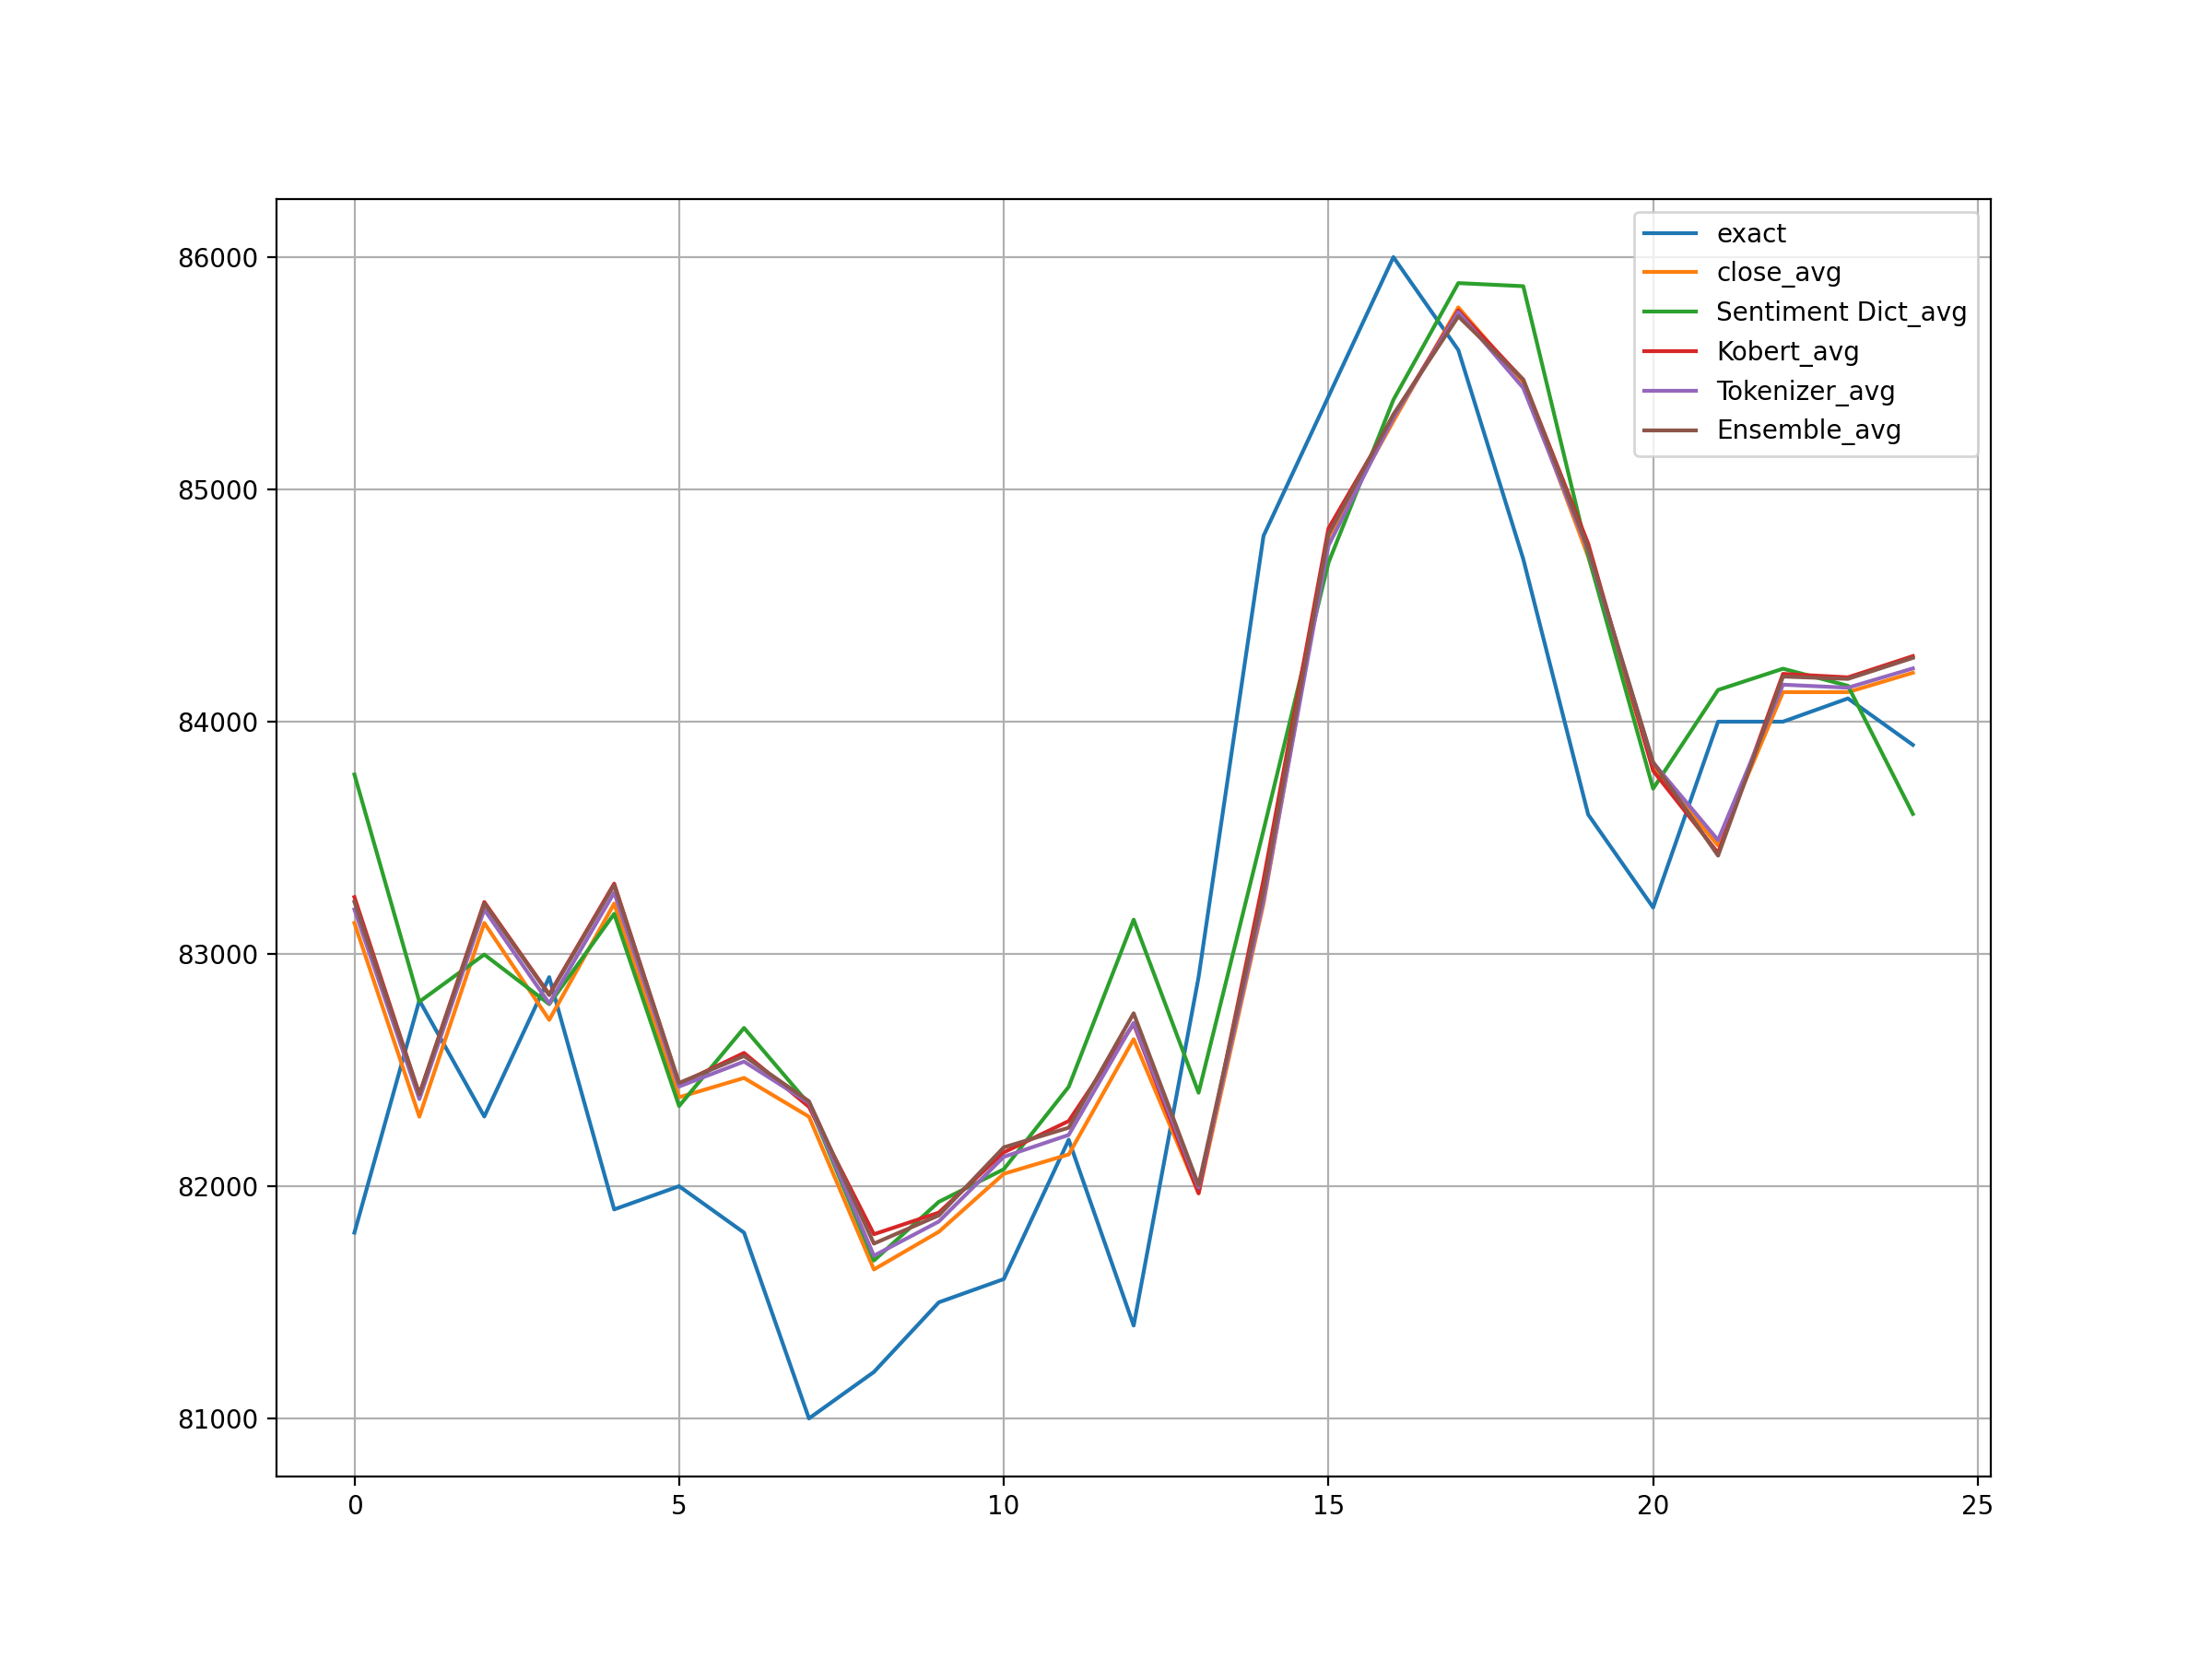 86000
85000
84000
83000
82000
81000
0 5 10 15 20 25
exact
close_avg
Sentiment Dict_avg
Kobert_avg
Tokenizer_avg
Ensemble_avg